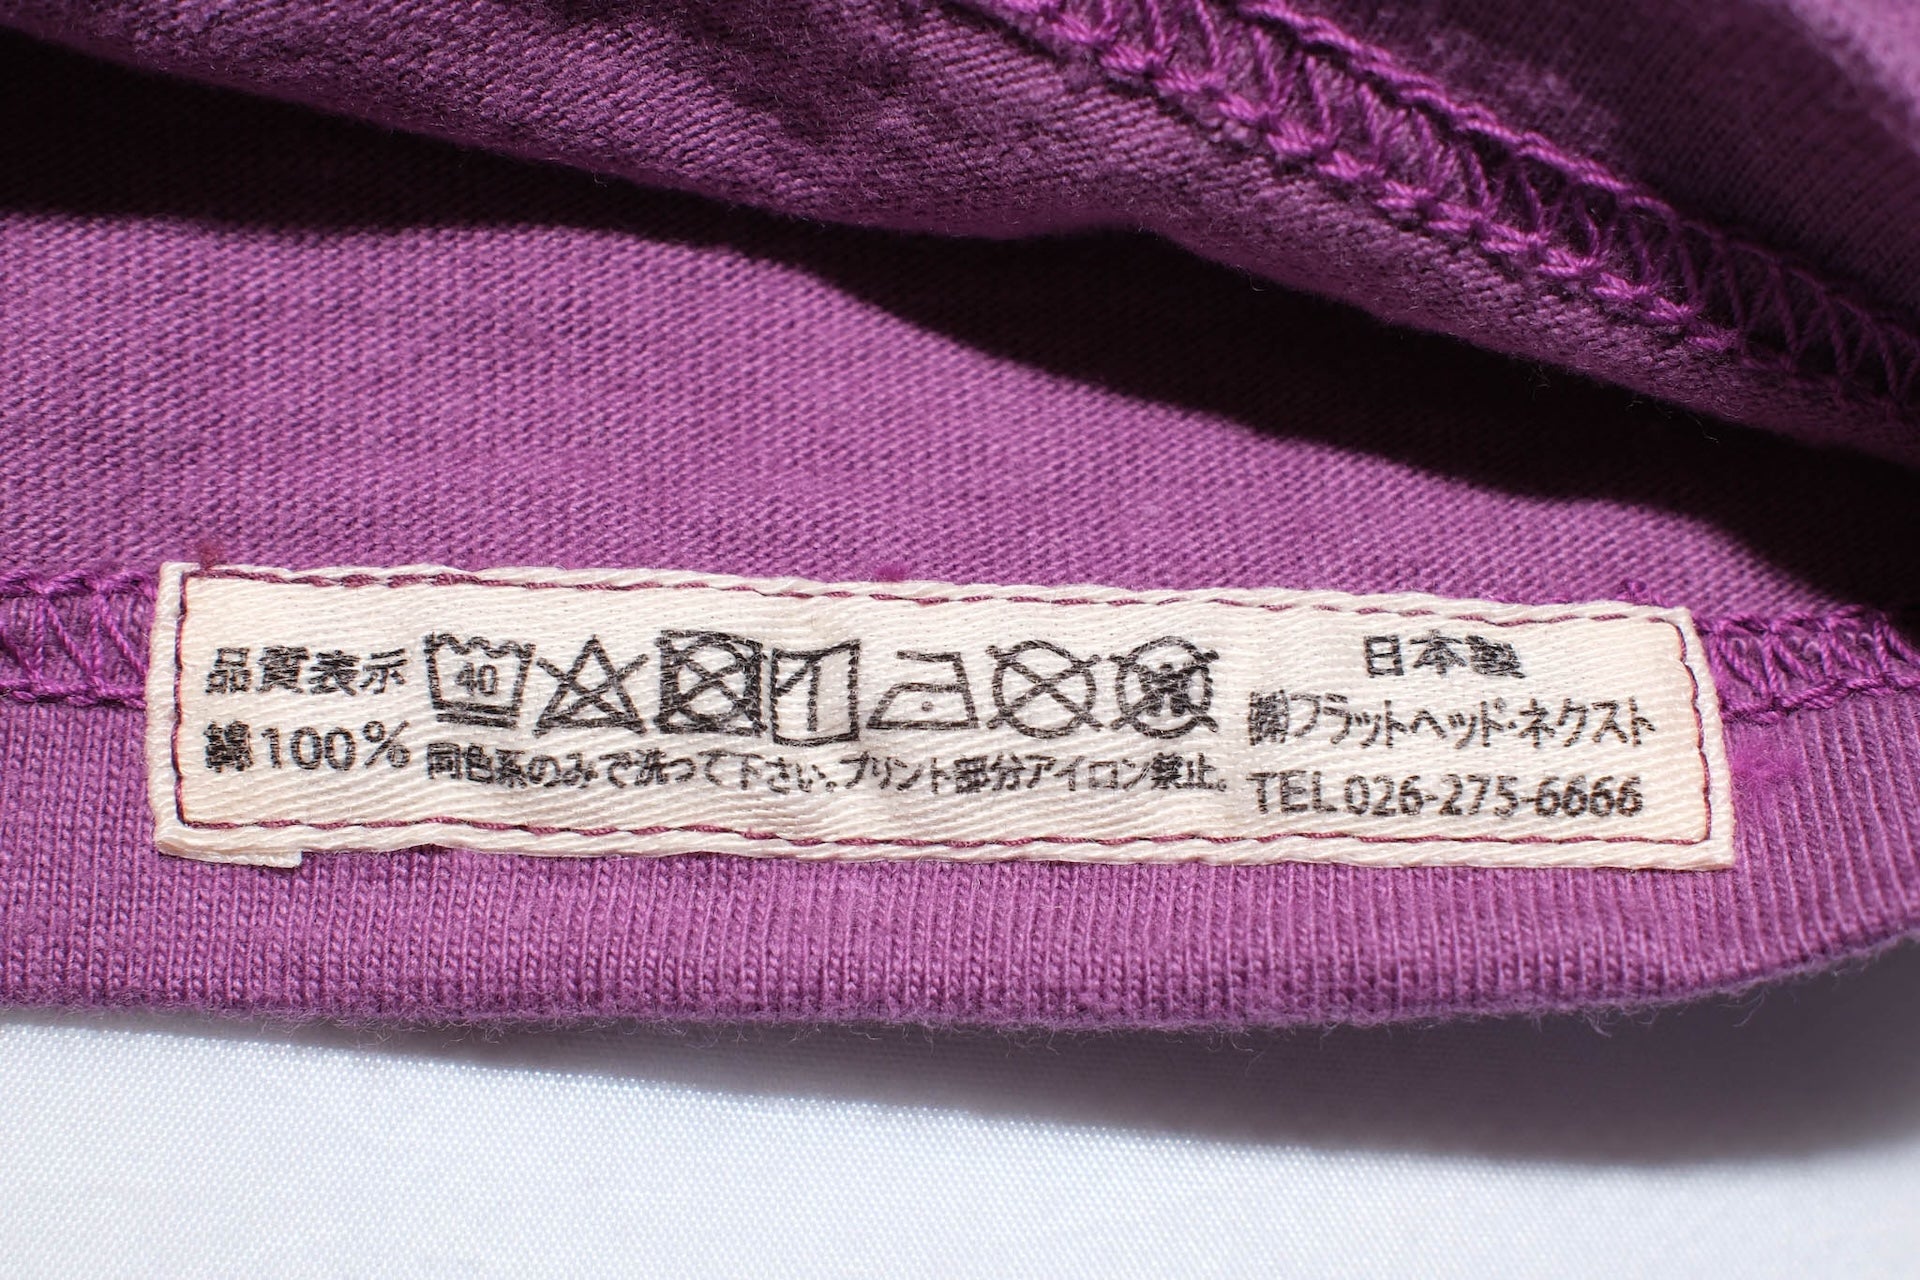 品質表示
綿100%
40
同色系のみで洗って下さい。プリント部分アイロン禁止。
日本製
㈱フラットヘッド・ネクスト
TEL 026-275-6666